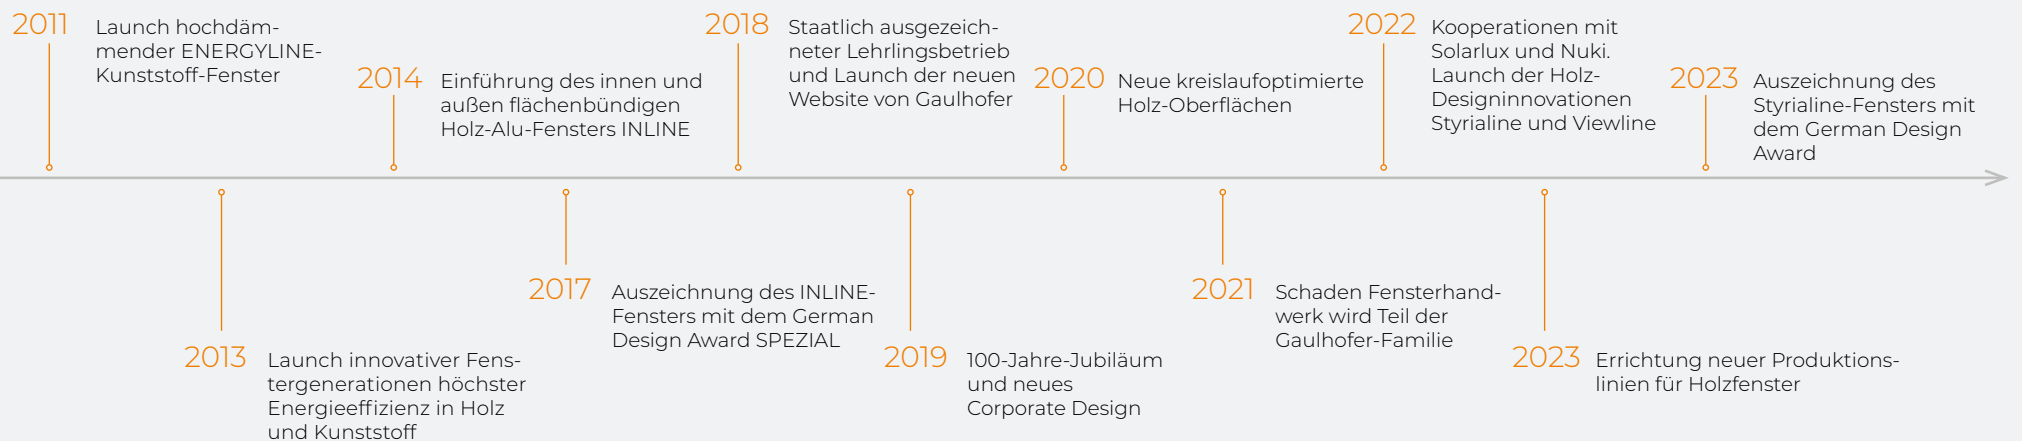 2011
Launch hochdäm-
mender ENERGYLINE-
Kunststoff-Fenster
2013
Launch innovativer Fens-
tergenerationen höchster
Energieeffizienz in Holz
und Kunststoff
2014
Einführung des innen und
außen flächenbündigen
Holz-Alu-Fensters INLINE
2017
Auszeichnung des INLINE-
Fensters mit dem German
Design Award SPEZIAL
2018
Staatlich ausgezeich-
neter Lehrlingsbetrieb
und Launch der neuen
Website von Gaulhofer
2019
100-Jahre-Jubiläum
und neues
Corporate Design
2020
Neue kreislaufoptimierte
Holz-Oberflächen
2021
Schaden Fensterhand-
werk wird Teil der
Gaulhofer-Familie
2022
Kooperationen mit
Solarlux und Nuki.
Launch der Holz-
Designinnovationen
Styrialine und Viewline
2023
Errichtung neuer Produktions-
linien für Holzfenster
2023
Auszeichnung des
Styrialine-Fensters mit
dem German Design
Award